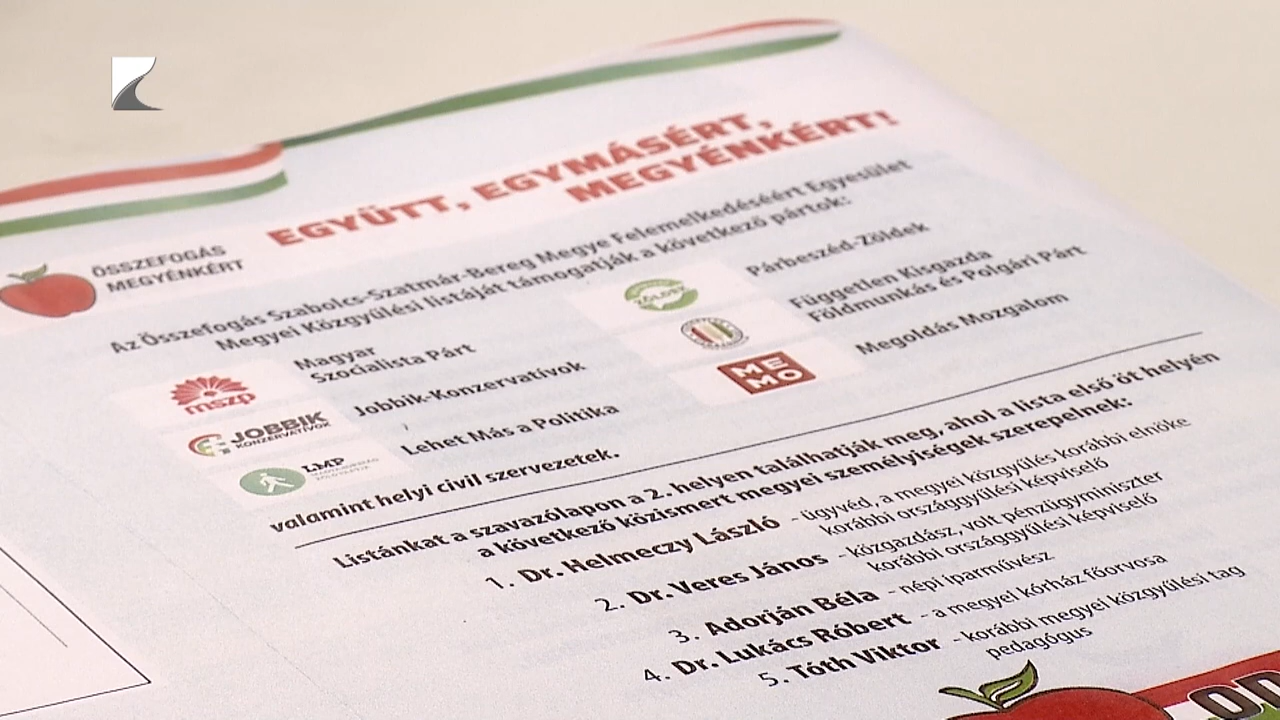 EGYÜTT, EGYMÁSÉRT,
MEGYÉNKÉRT!
ÖSSZEFOGÁS
MEGYÉNKÉRT
Az Összefogás Szabolcs-Szatmár-Bereg Megye Felemelkedéséért Egyesület
Megyei Közgyűlési listáját támogatják a következő pártok:
mszp
Magyar
Szocialista Párt
JOBBIK
KONZERVATÍVOK
Jobbik-Konzervatívok
LMP
Lehet Más a Politika
ZÖLDEK
Párbeszéd-Zöldek
Független Kisgazda
Földmunkás és Polgári Párt
ME
MO
Megoldás Mozgalom
valamint helyi civil szervezetek.
Listánkat a szavazólapon a 2. helyen találhatják meg, ahol a lista első öt helyén
a következő közismert megyei személyiségek szerepelnek:
1. Dr. Helmeczy László - ügyvéd, a megyei közgyűlés korábbi elnöke
korábbi országgyűlési képviselő
2. Dr. Veres János - közgazdász, volt pénzügyminiszter
korábbi országgyűlési képviselő
3. Adorján Béla - népi iparművész
4. Dr. Lukács Róbert - a megyei kórház főorvosa
5. Tóth Viktor - korábbi megyei közgyűlési tag
pedagógus